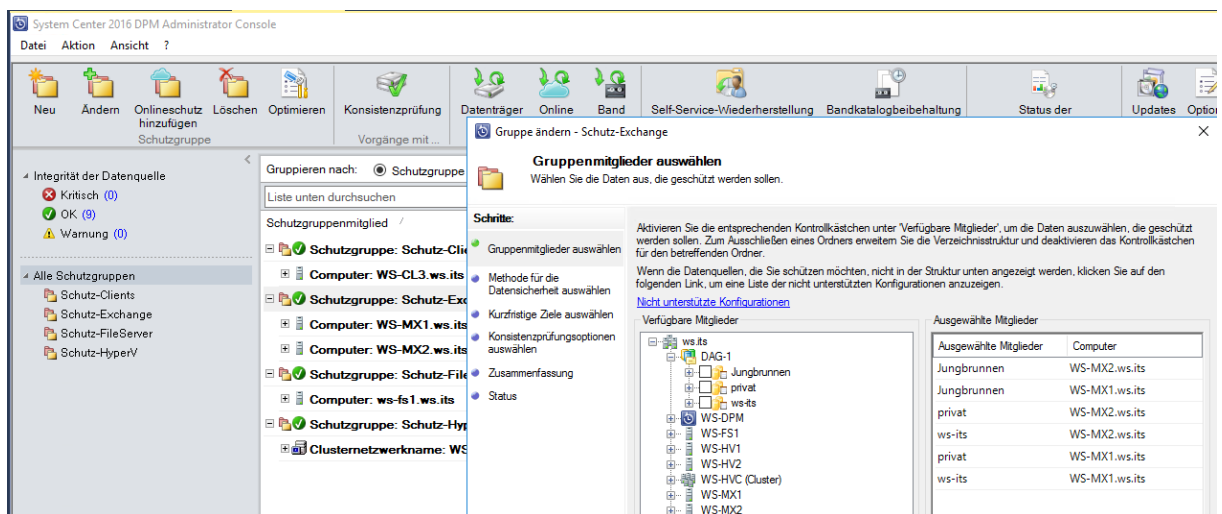 System Center 2016 DPM Administrator Console
Datei Aktion Ansicht ?
Neu Ändern Onlineschutz hinzufügen Löschen Optimieren Konsistenzprüfung Datenträger Online Band Self-Service-Wiederherstellung Bandkatalogbeibehaltung Status der Updates Option
Schutzgruppe Vorgänge mit ...
Integrität der Datenquelle
Kritisch (0)
OK (9)
Warnung (0)
Alle Schutzgruppen
Schutz-Clients
Schutz-Exchange
Schutz-FileServer
Schutz-HyperV
Gruppieren nach: Schutzgruppe
Liste unten durchsuchen
Schutzgruppenmitglied
Schutzgruppe: Schutz-Clie
Computer: WS-CL3.ws.its
Schutzgruppe: Schutz-Exc
Computer: WS-MX1.ws.its
Computer: WS-MX2.ws.its
Schutzgruppe: Schutz-File
Computer: ws-fs1.ws.its
Schutzgruppe: Schutz-Hyp
Clusternetzwerkname: WS
Gruppe ändern - Schutz-Exchange
Gruppenmitglieder auswählen
Wählen Sie die Daten aus, die geschützt werden sollen.
Schritte:
Gruppenmitglieder auswählen
Methode für die
Datensicherheit auswählen
Kurzfristige Ziele auswählen
Konsistenzprüfungsoptionen
auswählen
Zusammenfassung
Status
Aktivieren Sie die entsprechenden Kontrollkästchen unter 'Verfügbare Mitglieder', um die Daten auszuwählen, die geschützt
werden sollen. Zum Ausschließen eines Ordners erweitern Sie die Verzeichnisstruktur und deaktivieren das Kontrollkästchen
für den betreffenden Ordner.
Wenn die Datenquellen, die Sie schützen möchten, nicht in der Struktur unten angezeigt werden, klicken Sie auf den
folgenden Link, um eine Liste der nicht unterstützten Konfigurationen anzuzeigen.
Nicht unterstützte Konfigurationen
Verfügbare Mitglieder
ws.its
DAG-1
Jungbrunnen
privat
ws-its
WS-DPM
WS-FS1
WS-HV1
WS-HV2
WS-HVC (Cluster)
WS-MX1
WS-MX2
Ausgewählte Mitglieder
Ausgewählte Mitglieder Computer
Jungbrunnen WS-MX2.ws.its
Jungbrunnen WS-MX1.ws.its
privat WS-MX2.ws.its
ws-its WS-MX2.ws.its
privat WS-MX1.ws.its
ws-its WS-MX1.ws.its